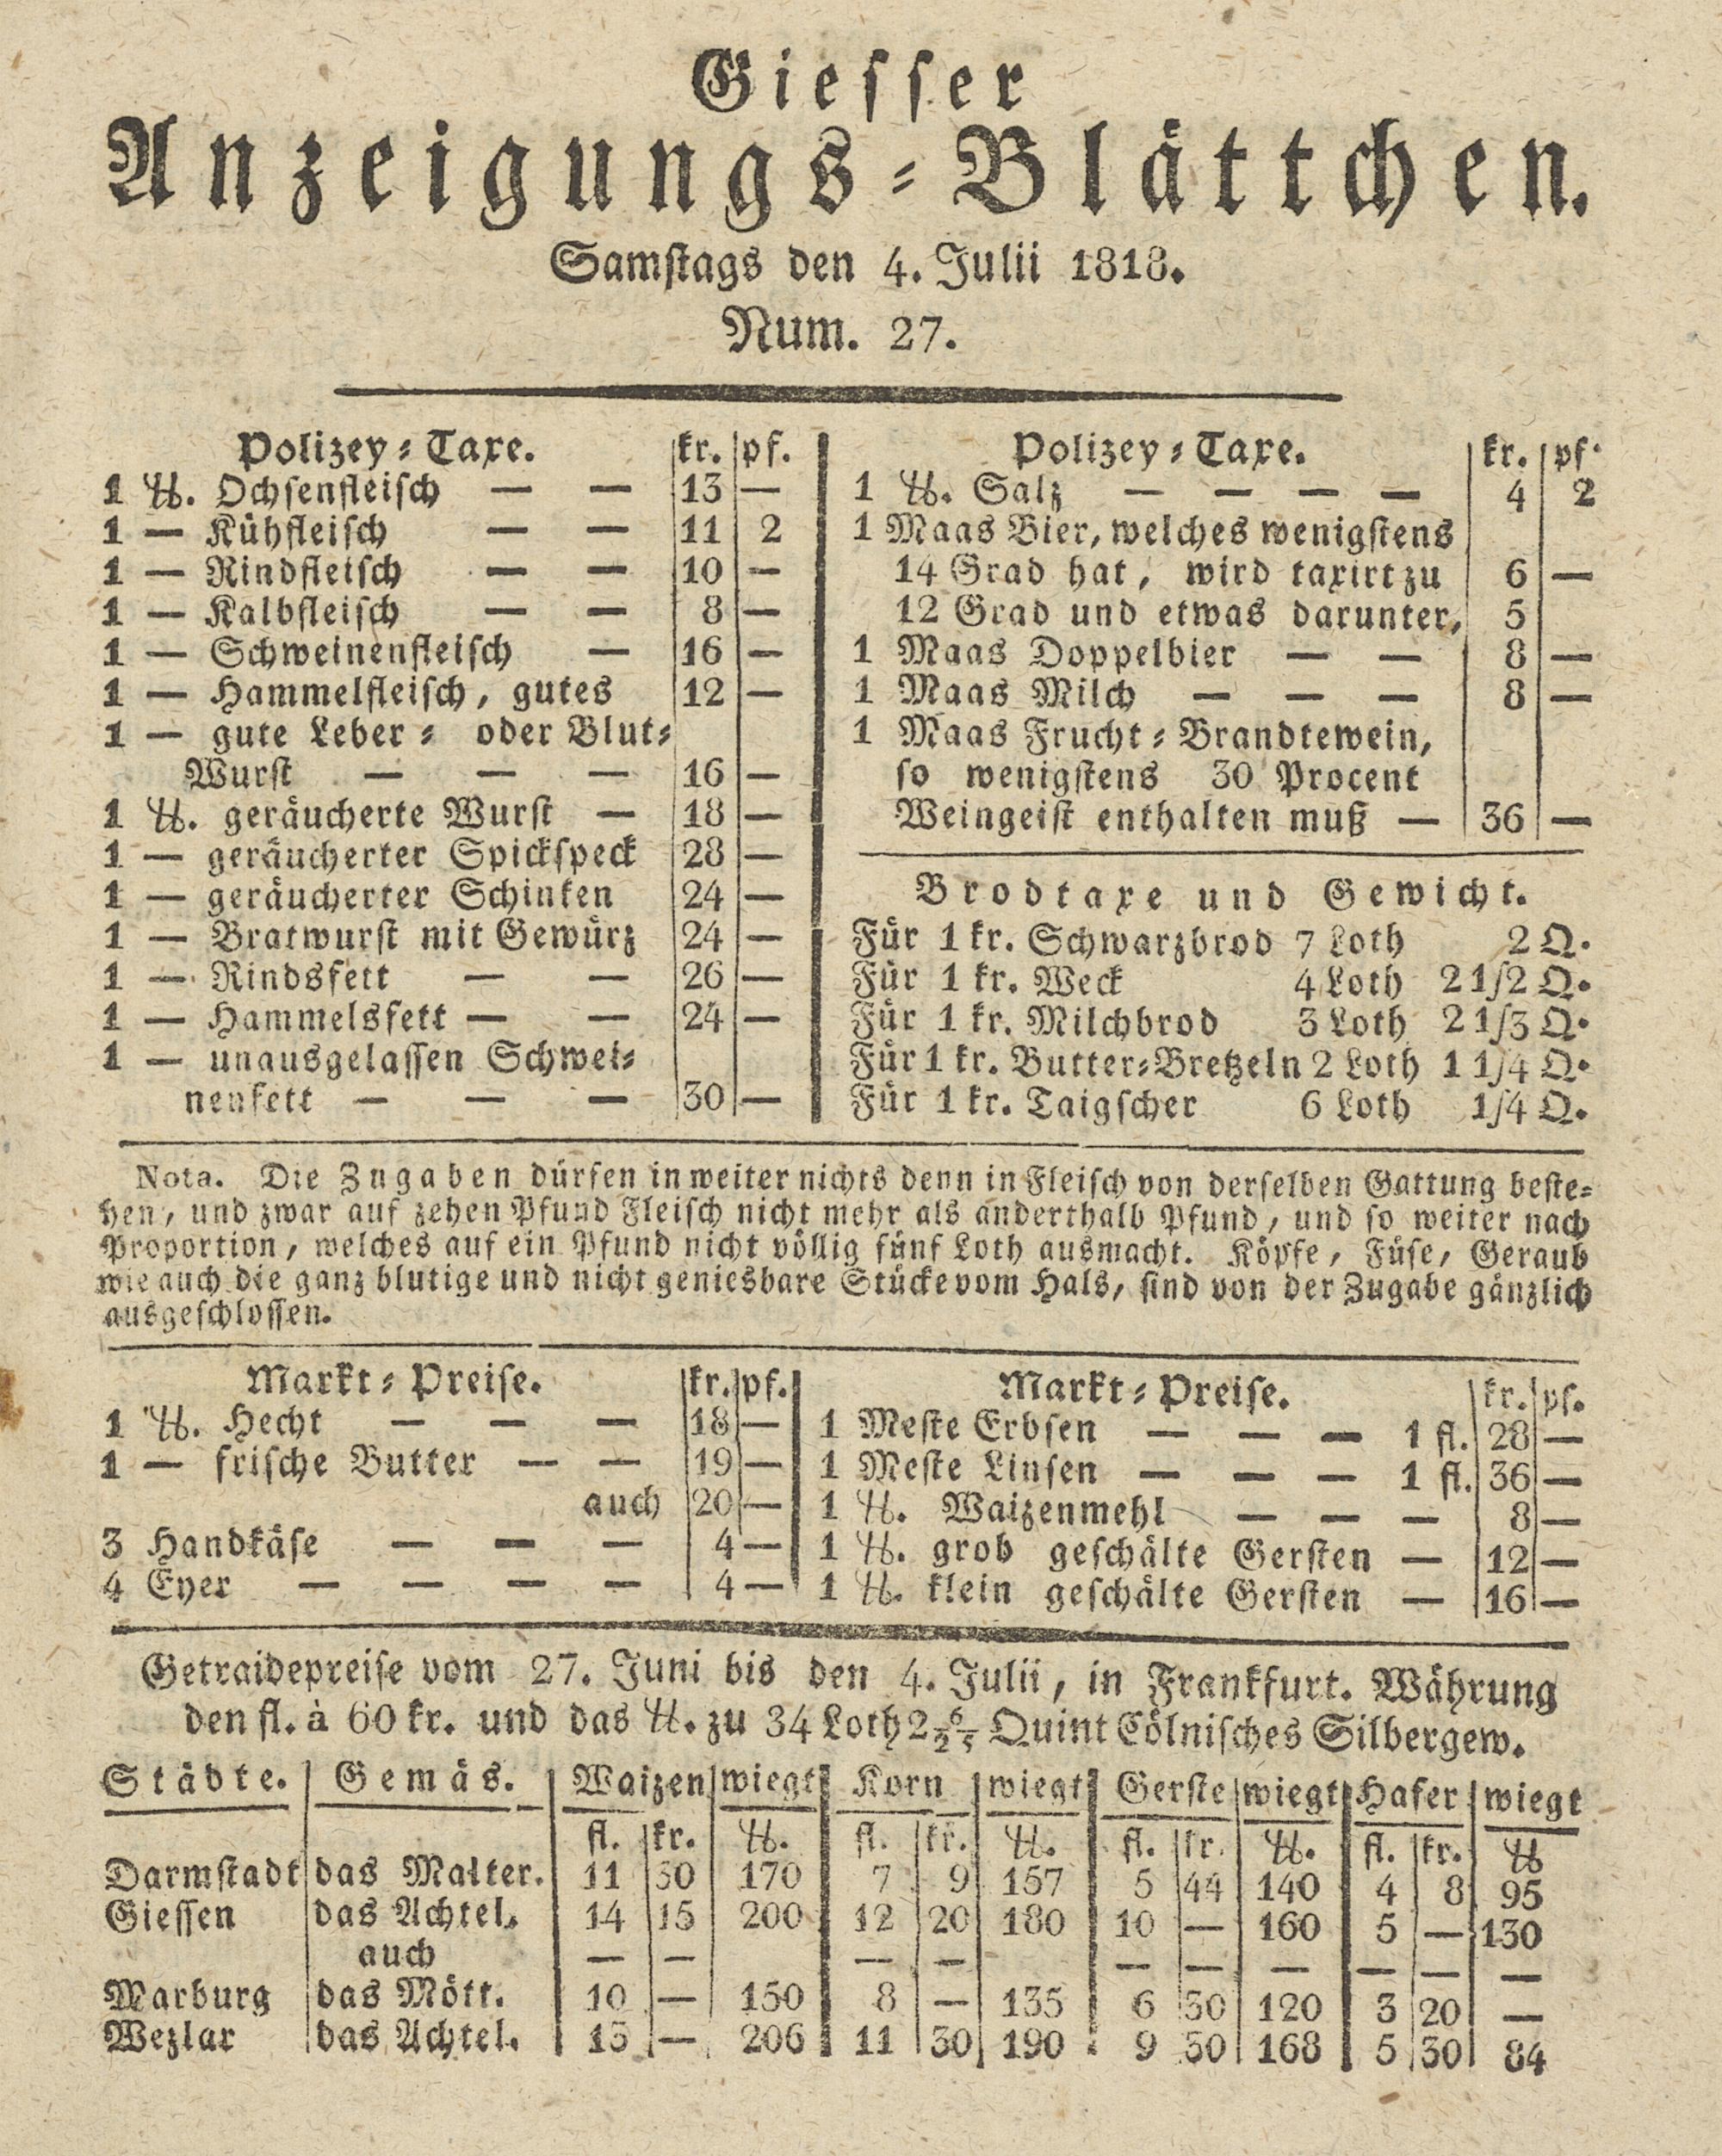 Giesser
Anzeigungs-Blättchen.
Samstags den 4. Julii 1818.
Num. 27.
Polizey-Taxe. kr. pf.
1 ℔. Ochsenfleisch — — 13 —
1 — Kühfleisch — — 11 2
1 — Rindfleisch — — 10 —
1 — Kalbfleisch — — 8 —
1 — Schweinenfleisch — 16 —
1 — Hammelfleisch, gutes 12 —
1 — gute Leber- oder Blut-
Wurst — — — 16 —
1 ℔. geräucherte Wurst — 18 —
1 — geräucherter Spickspeck 28 —
1 — geräucherter Schinken 24 —
1 — Bratwurst mit Gewürz 24 —
1 — Rindsfett — — 26 —
1 — Hammelsfett — — 24 —
1 — unausgelassen Schwei-
nenfett — — — 30 —
Polizey-Taxe. kr. pf.
1 ℔. Salz — — — — 4 2
1 Maas Bier, welches wenigstens
14 Grad hat, wird taxirt zu 6 —
12 Grad und etwas darunter, 5
1 Maas Doppelbier — — 8 —
1 Maas Milch — — — 8 —
1 Maas Frucht-Brandtewein,
so wenigstens 30 Procent
Weingeist enthalten muß — 36 —
Brodtaxe und Gewicht.
Für 1 kr. Schwarzbrod 7 Loth 2 Q.
Für 1 kr. Weck 4 Loth 2 1/2 Q.
Für 1 kr. Milchbrod 3 Loth 2 1/3 Q.
Für 1 kr. Butter-Bretzeln 2 Loth 1 1/4 Q.
Für 1 kr. Taigscher 6 Loth 1/4 Q.
Nota. Die Zugaben dürfen in weiter nichts denn in Fleisch von derselben Gattung beste-
hen, und zwar auf zehen Pfund Fleisch nicht mehr als anderthalb Pfund, und so weiter nach
Proportion, welches auf ein Pfund nicht völlig fünf Loth ausmacht. Köpfe, Füse, Geraub
wie auch die ganz blutige und nicht geniesbare Stücke vom Hals, sind von der Zugabe gänzlich
ausgeschlossen.
Markt-Preise. kr. pf.
1 ℔. Hecht — — — 18 —
1 — frische Butter — — 19 —
auch 20 —
3 Handkäse — — — 4 —
4 Eyer — — — — 4 —
Markt-Preise. kr. pf.
1 Meste Erbsen — — — 1 fl. 28 —
1 Meste Linsen — — — 1 fl. 36 —
1 ℔. Waizenmehl — — — 8 —
1 ℔. grob geschälte Gersten — 12 —
1 ℔. klein geschälte Gersten — 16 —
Getraidepreise vom 27. Juni bis den 4. Julii, in Frankfurt. Währung
den fl. à 60 kr. und das ℔. zu 34 Loth 2 6/25 Quint Cölnisches Silbergew.
Städte. Gemäs. Waizen wiegt Korn wiegt Gerste wiegt Hafer wiegt
fl. kr. ℔. fl. kr. ℔. fl. kr. ℔. fl. kr. ℔
Darmstadt das Malter. 11 30 170 7 9 157 5 44 140 4 8 95
Giessen das Achtel. 14 15 200 12 20 180 10 — 160 5 — 130
auch — — — — — — — — — —
Marburg das Mött. 10 — 150 8 — 135 6 30 120 3 20 —
Wezlar das Achtel. 15 — 206 11 30 190 9 30 168 5 30 84